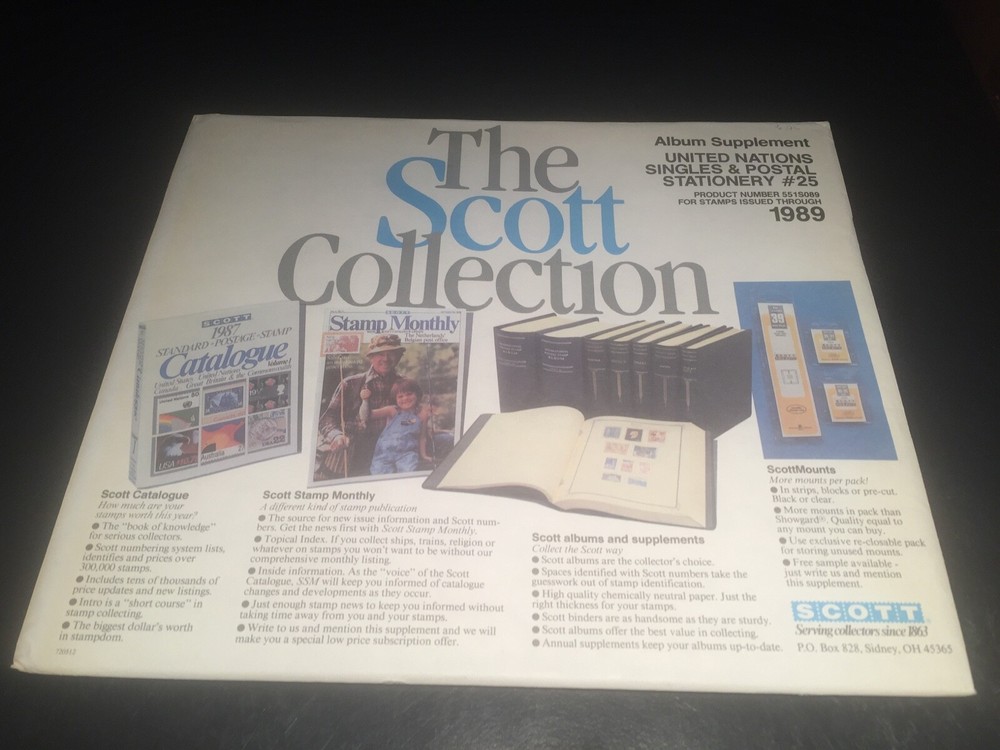 The
Scott
Collection
Album Supplement
UNITED NATIONS
SINGLES & POSTAL
STATIONERY #25
PRODUCT NUMBER 551S089
FOR STAMPS ISSUED THROUGH
1989
SCOTT
1987
STANDARD • POSTAGE • STAMP
Catalogue
Volume 1
USA
Australia
Stamp Monthly
The Netherlands/
39
Scott Catalogue
How much are your
stamps worth this year?
● The "book of knowledge"
for serious collectors.
● Scott numbering system lists,
identifies and prices over
300,000 stamps.
● Includes tens of thousands of
price updates and new listings.
● Intro is a "short course" in
stamp collecting.
● The biggest dollar's worth
in stampdom.
Scott Stamp Monthly
A different kind of stamp publication
● The source for new issue information and Scott num-
bers. Get the news first with Scott Stamp Monthly.
● Topical Index. If you collect ships, trains, religion or
whatever on stamps you won't want to be without our
comprehensive monthly listing.
● Inside information. As the "voice" of the Scott
Catalogue, SSM will keep you informed of catalogue
changes and developments as they occur.
● Just enough stamp news to keep you informed without
taking time away from you and your stamps.
● Write to us and mention this supplement and we will
make you a special low price subscription offer.
Scott albums and supplements
Collect the Scott way
● Scott albums are the collector's choice.
● Spaces identified with Scott numbers take the
guesswork out of stamp identification.
● High quality chemically neutral paper. Just the
right thickness for your stamps.
● Scott binders are as handsome as they are sturdy.
● Scott albums offer the best value in collecting.
● Annual supplements keep your albums up-to-date.
ScottMounts
More mounts per pack!
● In strips, blocks or pre-cut.
Black or clear.
● More mounts in pack than
Showgard®. Quality equal to
any mount you can buy.
● Use exclusive re-closable pack
for storing unused mounts.
● Free sample available -
just write us and mention
this supplement.
SCOTT
Serving collectors since 1863
P.O. Box 828, Sidney, OH 45365